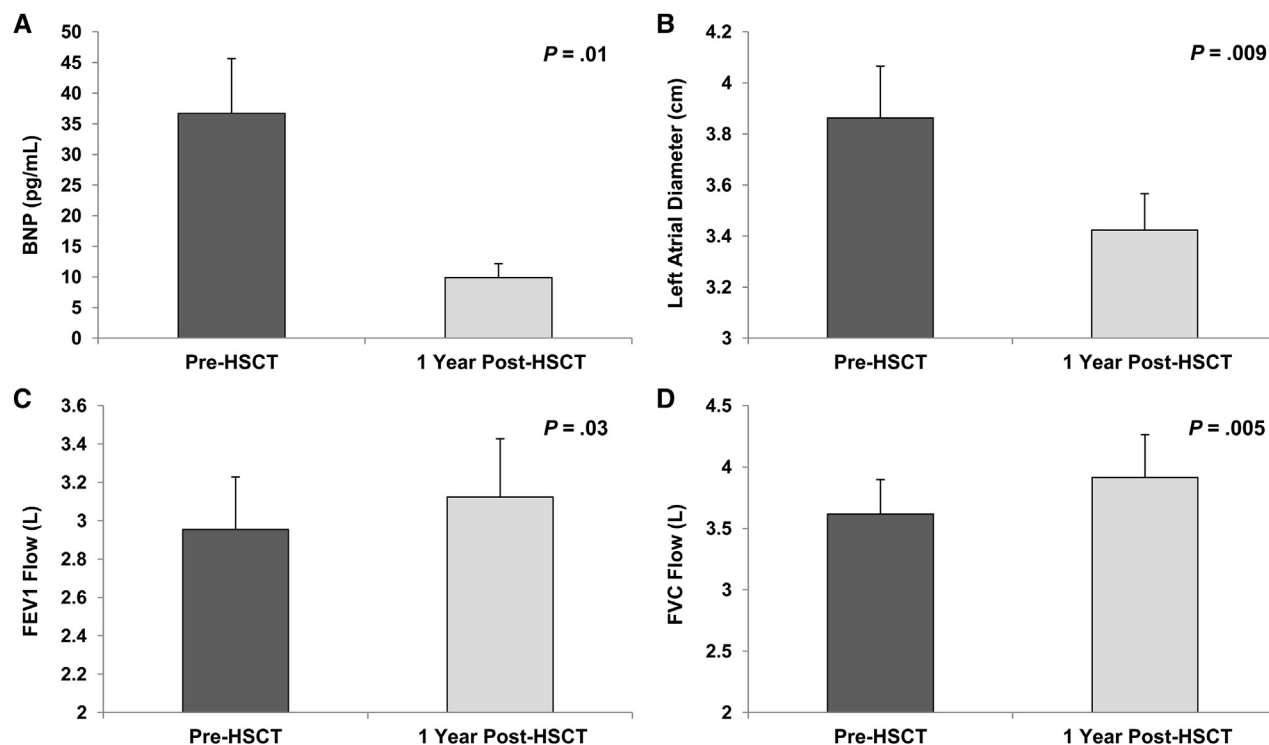 A
P = .01
BNP (pg/mL)
50
45
40
35
30
25
20
15
10
5
0
Pre-HSCT
1 Year Post-HSCT
B
P = .009
Left Atrial Diameter (cm)
4.2
4
3.8
3.6
3.4
3.2
3
Pre-HSCT
1 Year Post-HSCT
C
P = .03
FEV1 Flow (L)
3.6
3.4
3.2
3
2.8
2.6
2.4
2.2
2
Pre-HSCT
1 Year Post-HSCT
D
P = .005
FVC Flow (L)
4.5
4
3.5
3
2.5
2
Pre-HSCT
1 Year Post-HSCT